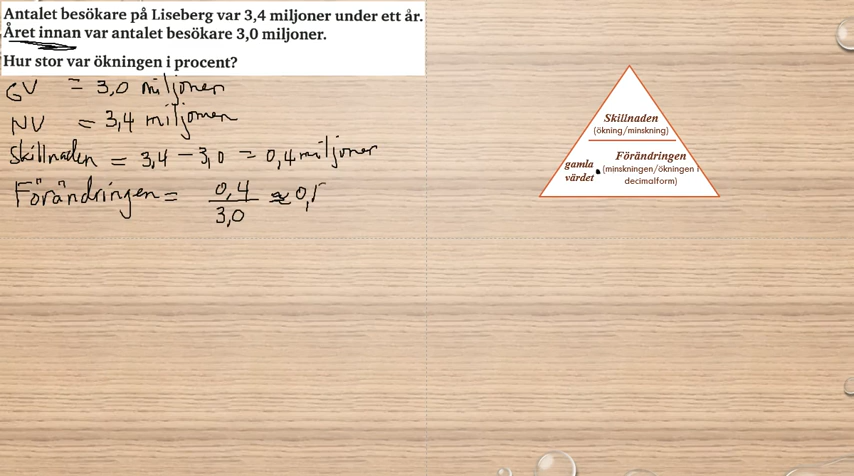 Antalet besökare på Liseberg var 3,4 miljoner under ett år.
Året innan var antalet besökare 3,0 miljoner.
Hur stor var ökningen i procent?
GV = 3,0 miljoner
NV = 3,4 miljoner
Skillnaden = 3,4 - 3,0 = 0,4 miljoner
Förändringen = 0,4 / 3,0 ≈ 0,1
Skillnaden
(ökning/minskning)
gamla
värdet
Förändringen
(minskningen/ökningen i
decimalform)